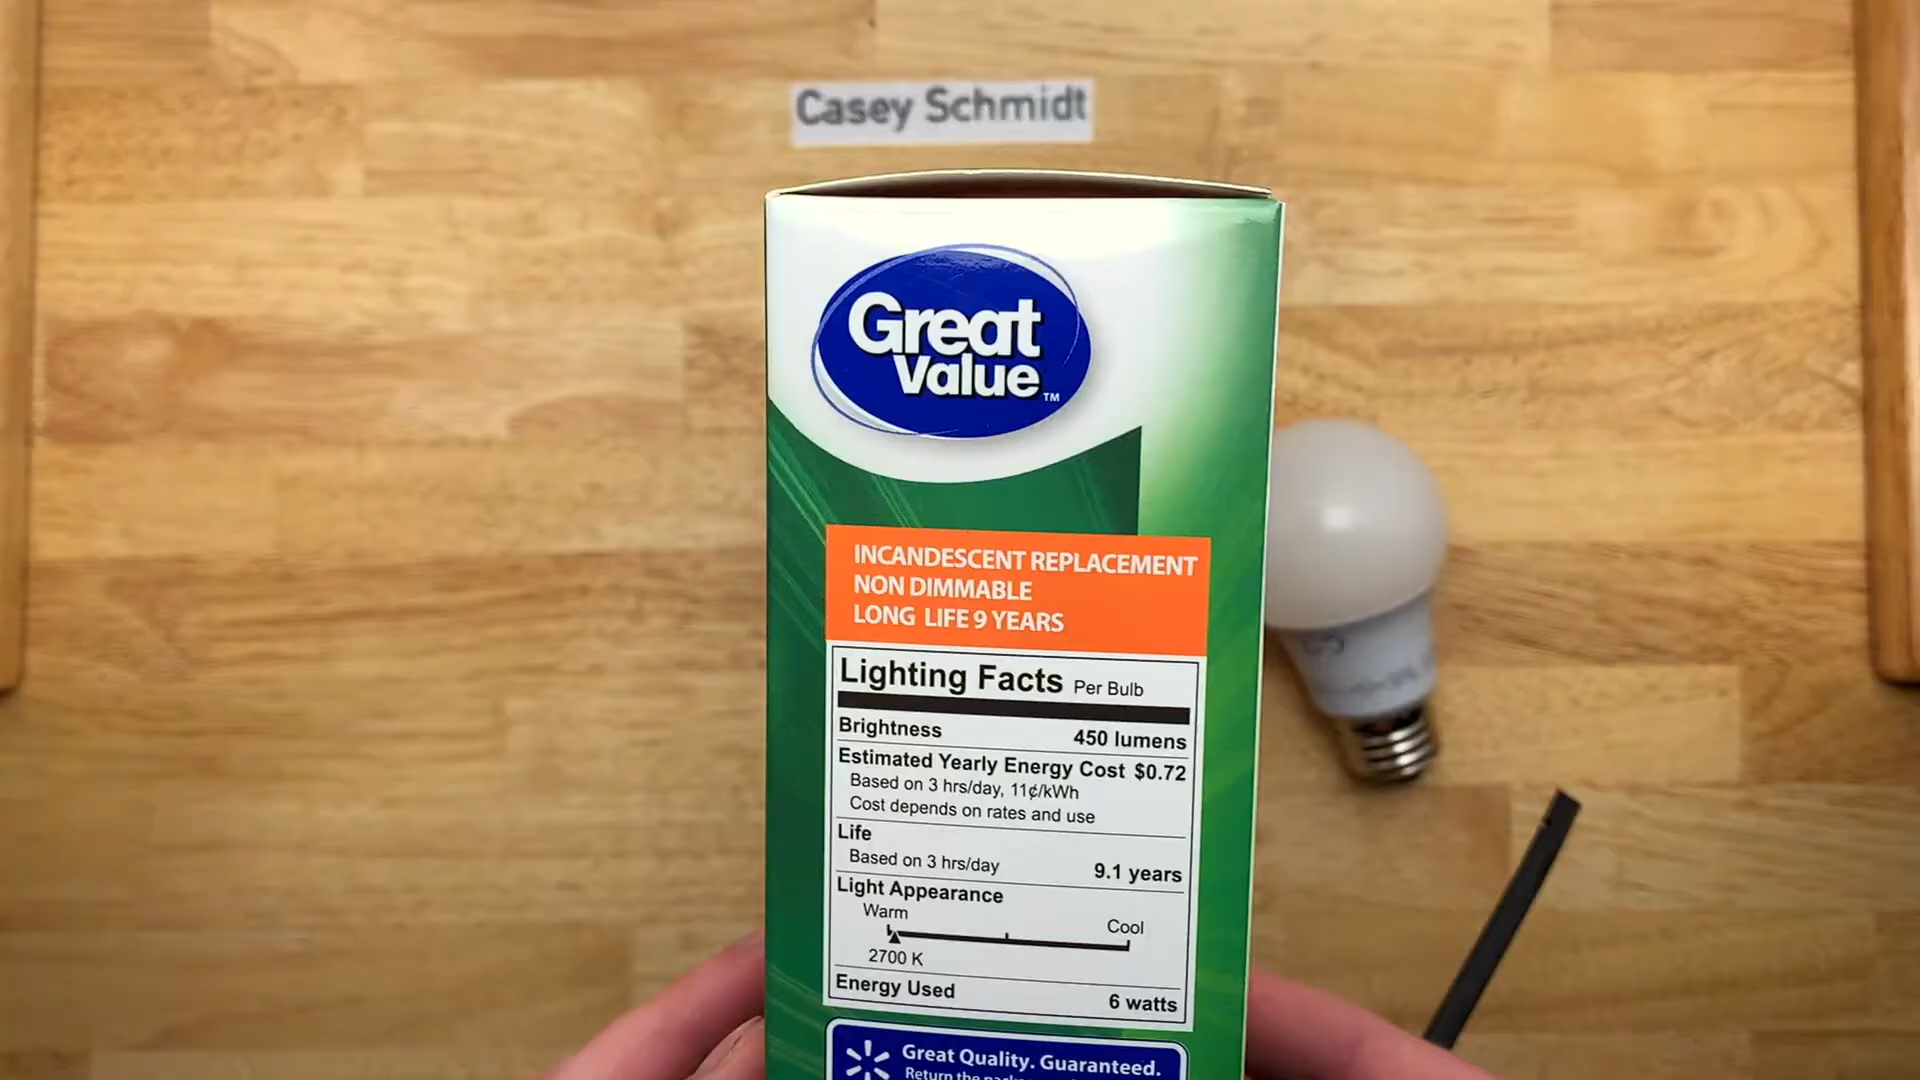 Casey Schmidt
Great
Value™
INCANDESCENT REPLACEMENT
NON DIMMABLE
LONG LIFE 9 YEARS
Lighting Facts Per Bulb
Brightness 450 lumens
Estimated Yearly Energy Cost $0.72
Based on 3 hrs/day, 11¢/kWh
Cost depends on rates and use
Life
Based on 3 hrs/day 9.1 years
Light Appearance
Warm Cool
2700 K
Energy Used 6 watts
Great Quality. Guaranteed.
Return the